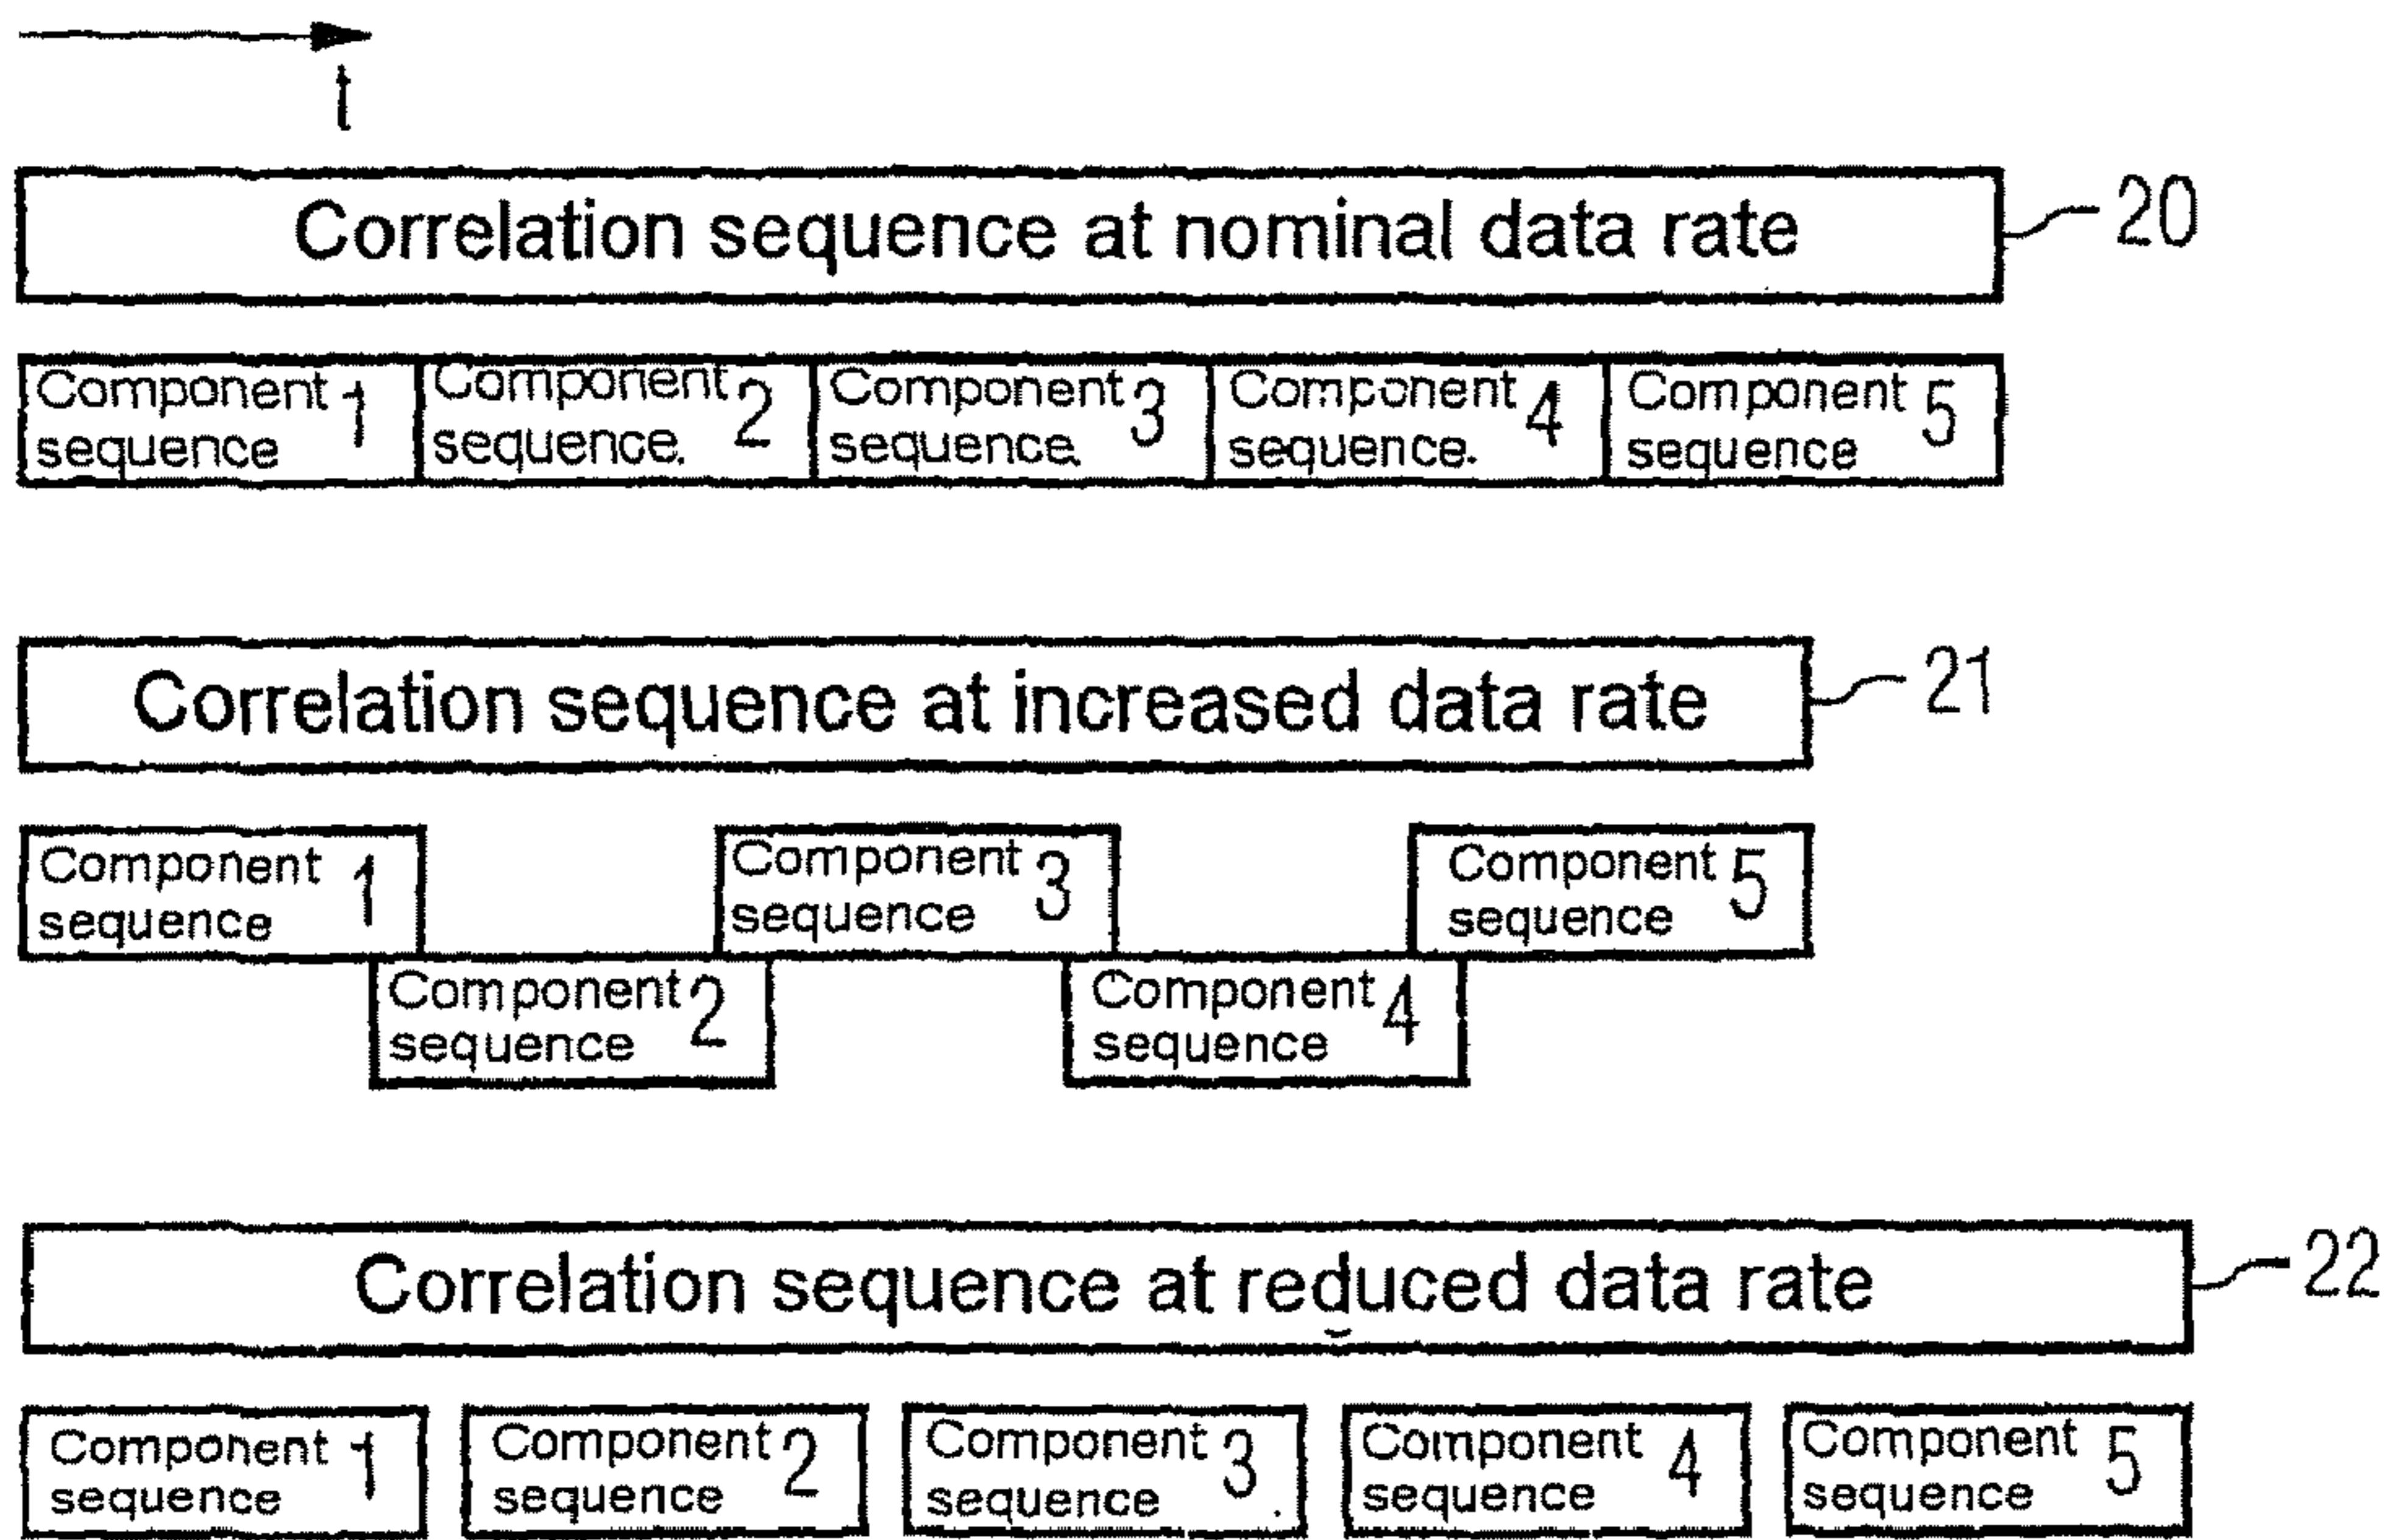 t
Correlation sequence at nominal data rate 20
Component sequence 1
Component sequence. 2
Component sequence. 3
Component sequence. 4
Component sequence 5
Correlation sequence at increased data rate 21
Component sequence 1
Component sequence 2
Component sequence 3
Component sequence 4
Component sequence 5
Correlation sequence at reduced data rate 22
Component sequence 1
Component sequence 2
Component sequence 3
Component sequence 4
Component sequence 5